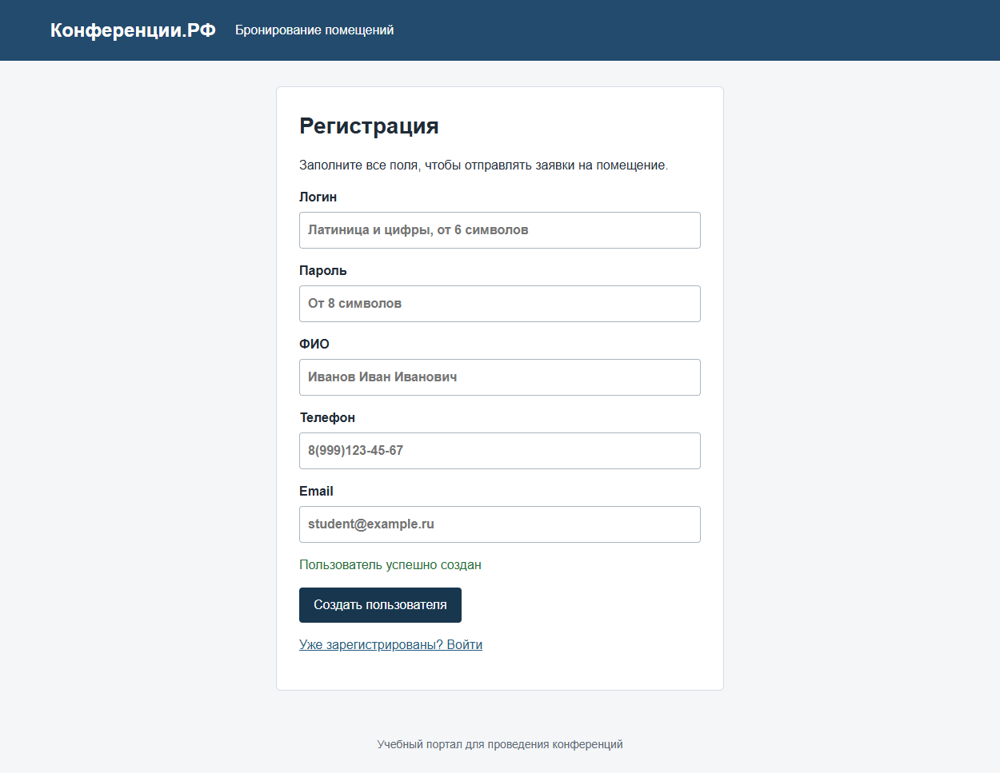 Конференции.РФ Бронирование помещений
Регистрация
Заполните все поля, чтобы отправлять заявки на помещение.
Логин
Латиница и цифры, от 6 символов
Пароль
От 8 символов
ФИО
Иванов Иван Иванович
Телефон
8(999)123-45-67
Email
student@example.ru
Пользователь успешно создан
Создать пользователя
Уже зарегистрированы? Войти
Учебный портал для проведения конференций